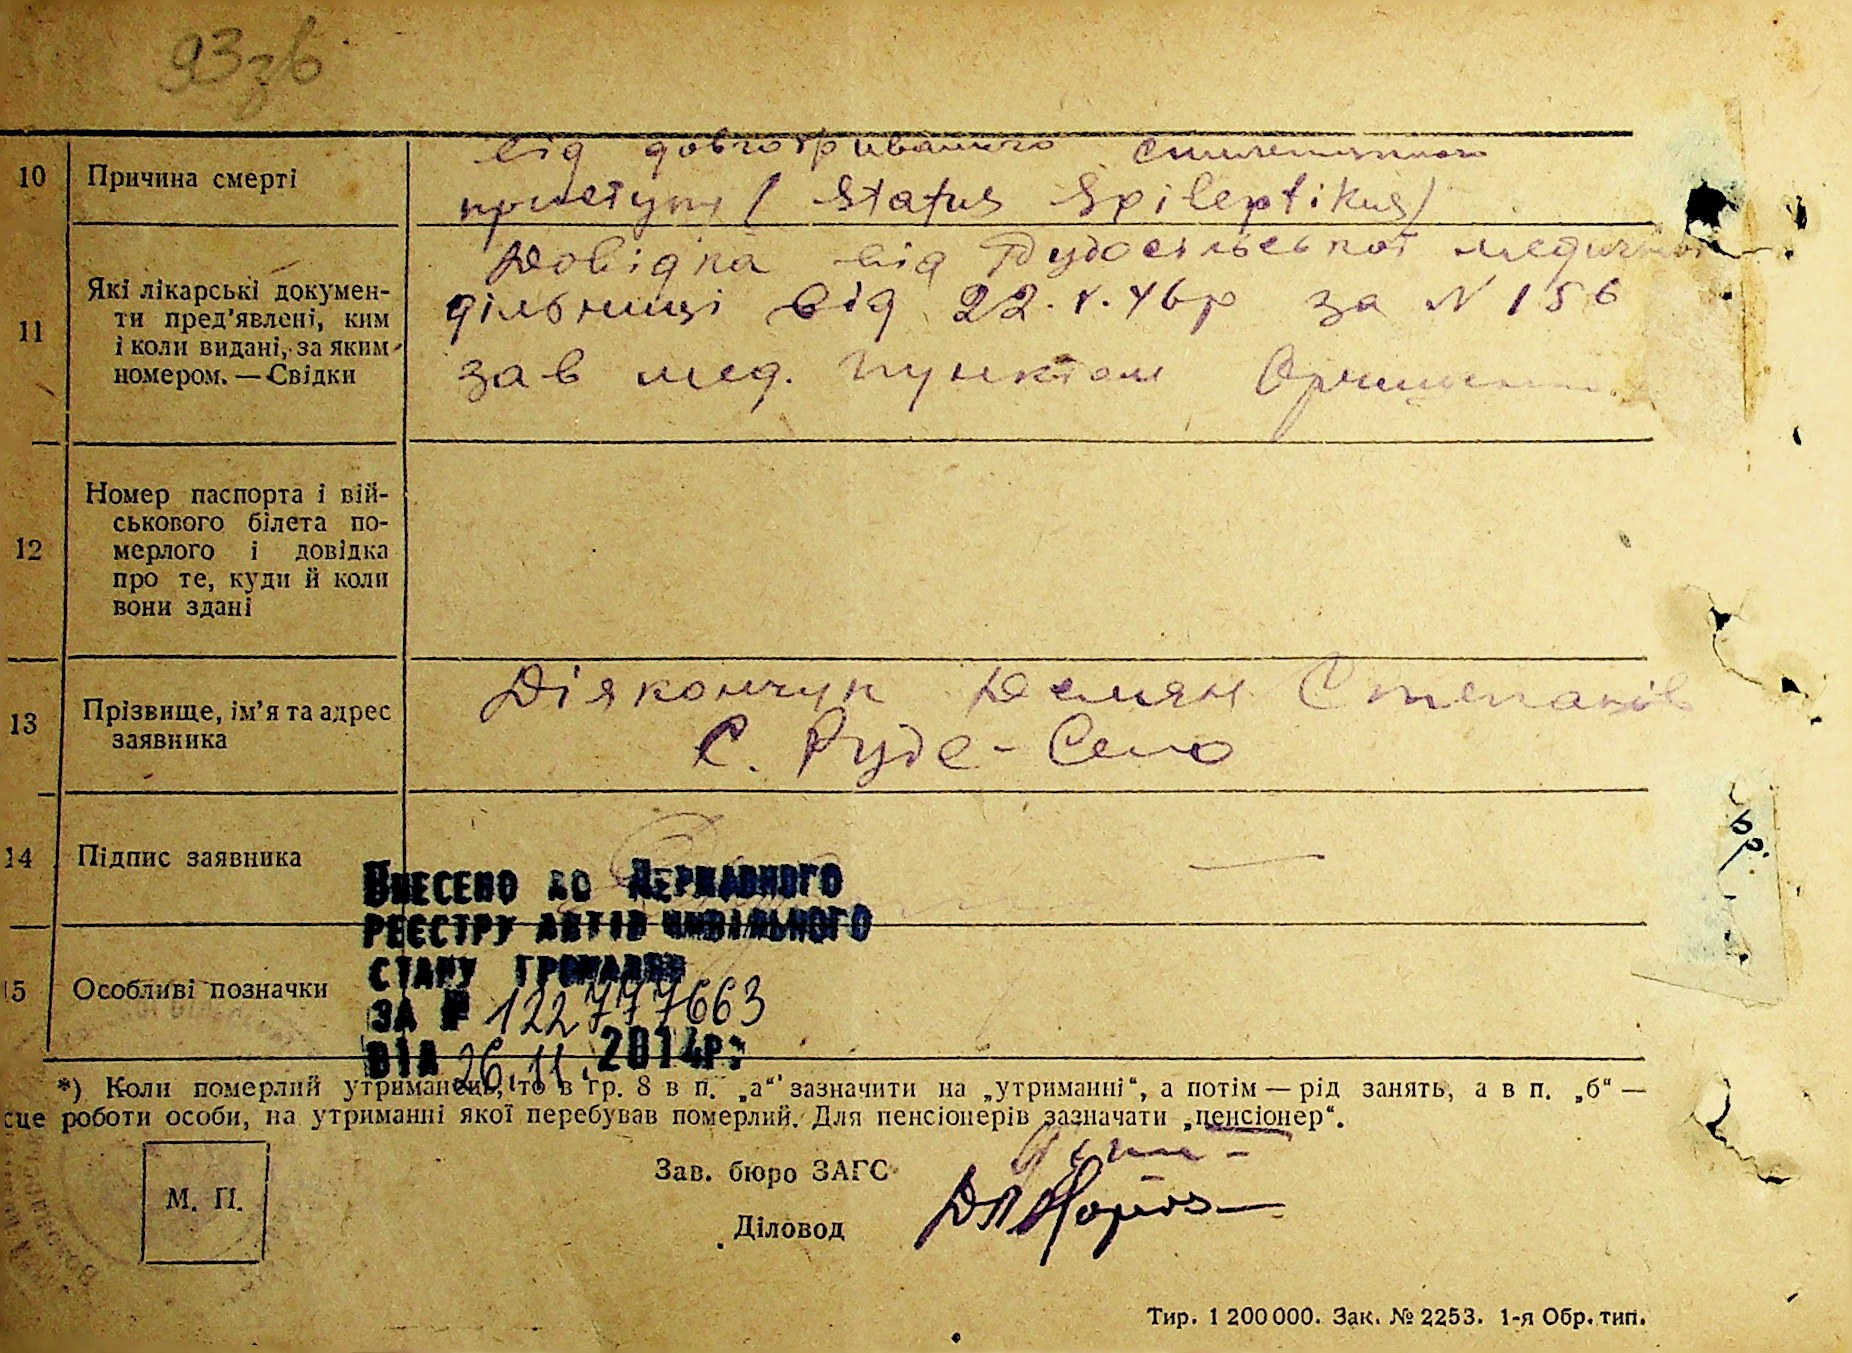 93зв
10 Причина смерті
від довготривалого
приступу (Status Epileptikus)
11 Які лікарські докумен-
ти пред'явлені, ким
і коли видані, за яким
номером. — Свідки
Довідка від Рудосільської медичної
дільниці від 22.V.46р за N 156
зав мед. пунктом
12 Номер паспорта і вій-
ськового білета по-
мерлого і довідка
про те, куди й коли
вони здані
13 Прізвище, ім'я та адрес
заявника
Діякончук Демян Степанів
с. Руде-Село
14 Підпис заявника
15 Особливі позначки
Внесено до Державного
реєстру актів цивільного
стану громадян
за № 122777663
від 26.11.2014р.
*) Коли померлий утриманець, то в гр. 8 в п. „а“ зазначити на „утриманні“, а потім — рід занять, а в п. „б“ —
сце роботи особи, на утриманні якої перебував померлий. Для пенсіонерів зазначати „пенсіонер“.
Зав. бюро ЗАГС
М. П.
Діловод
Тир. 1 200 000. Зак. № 2253. 1-я Обр. тип.